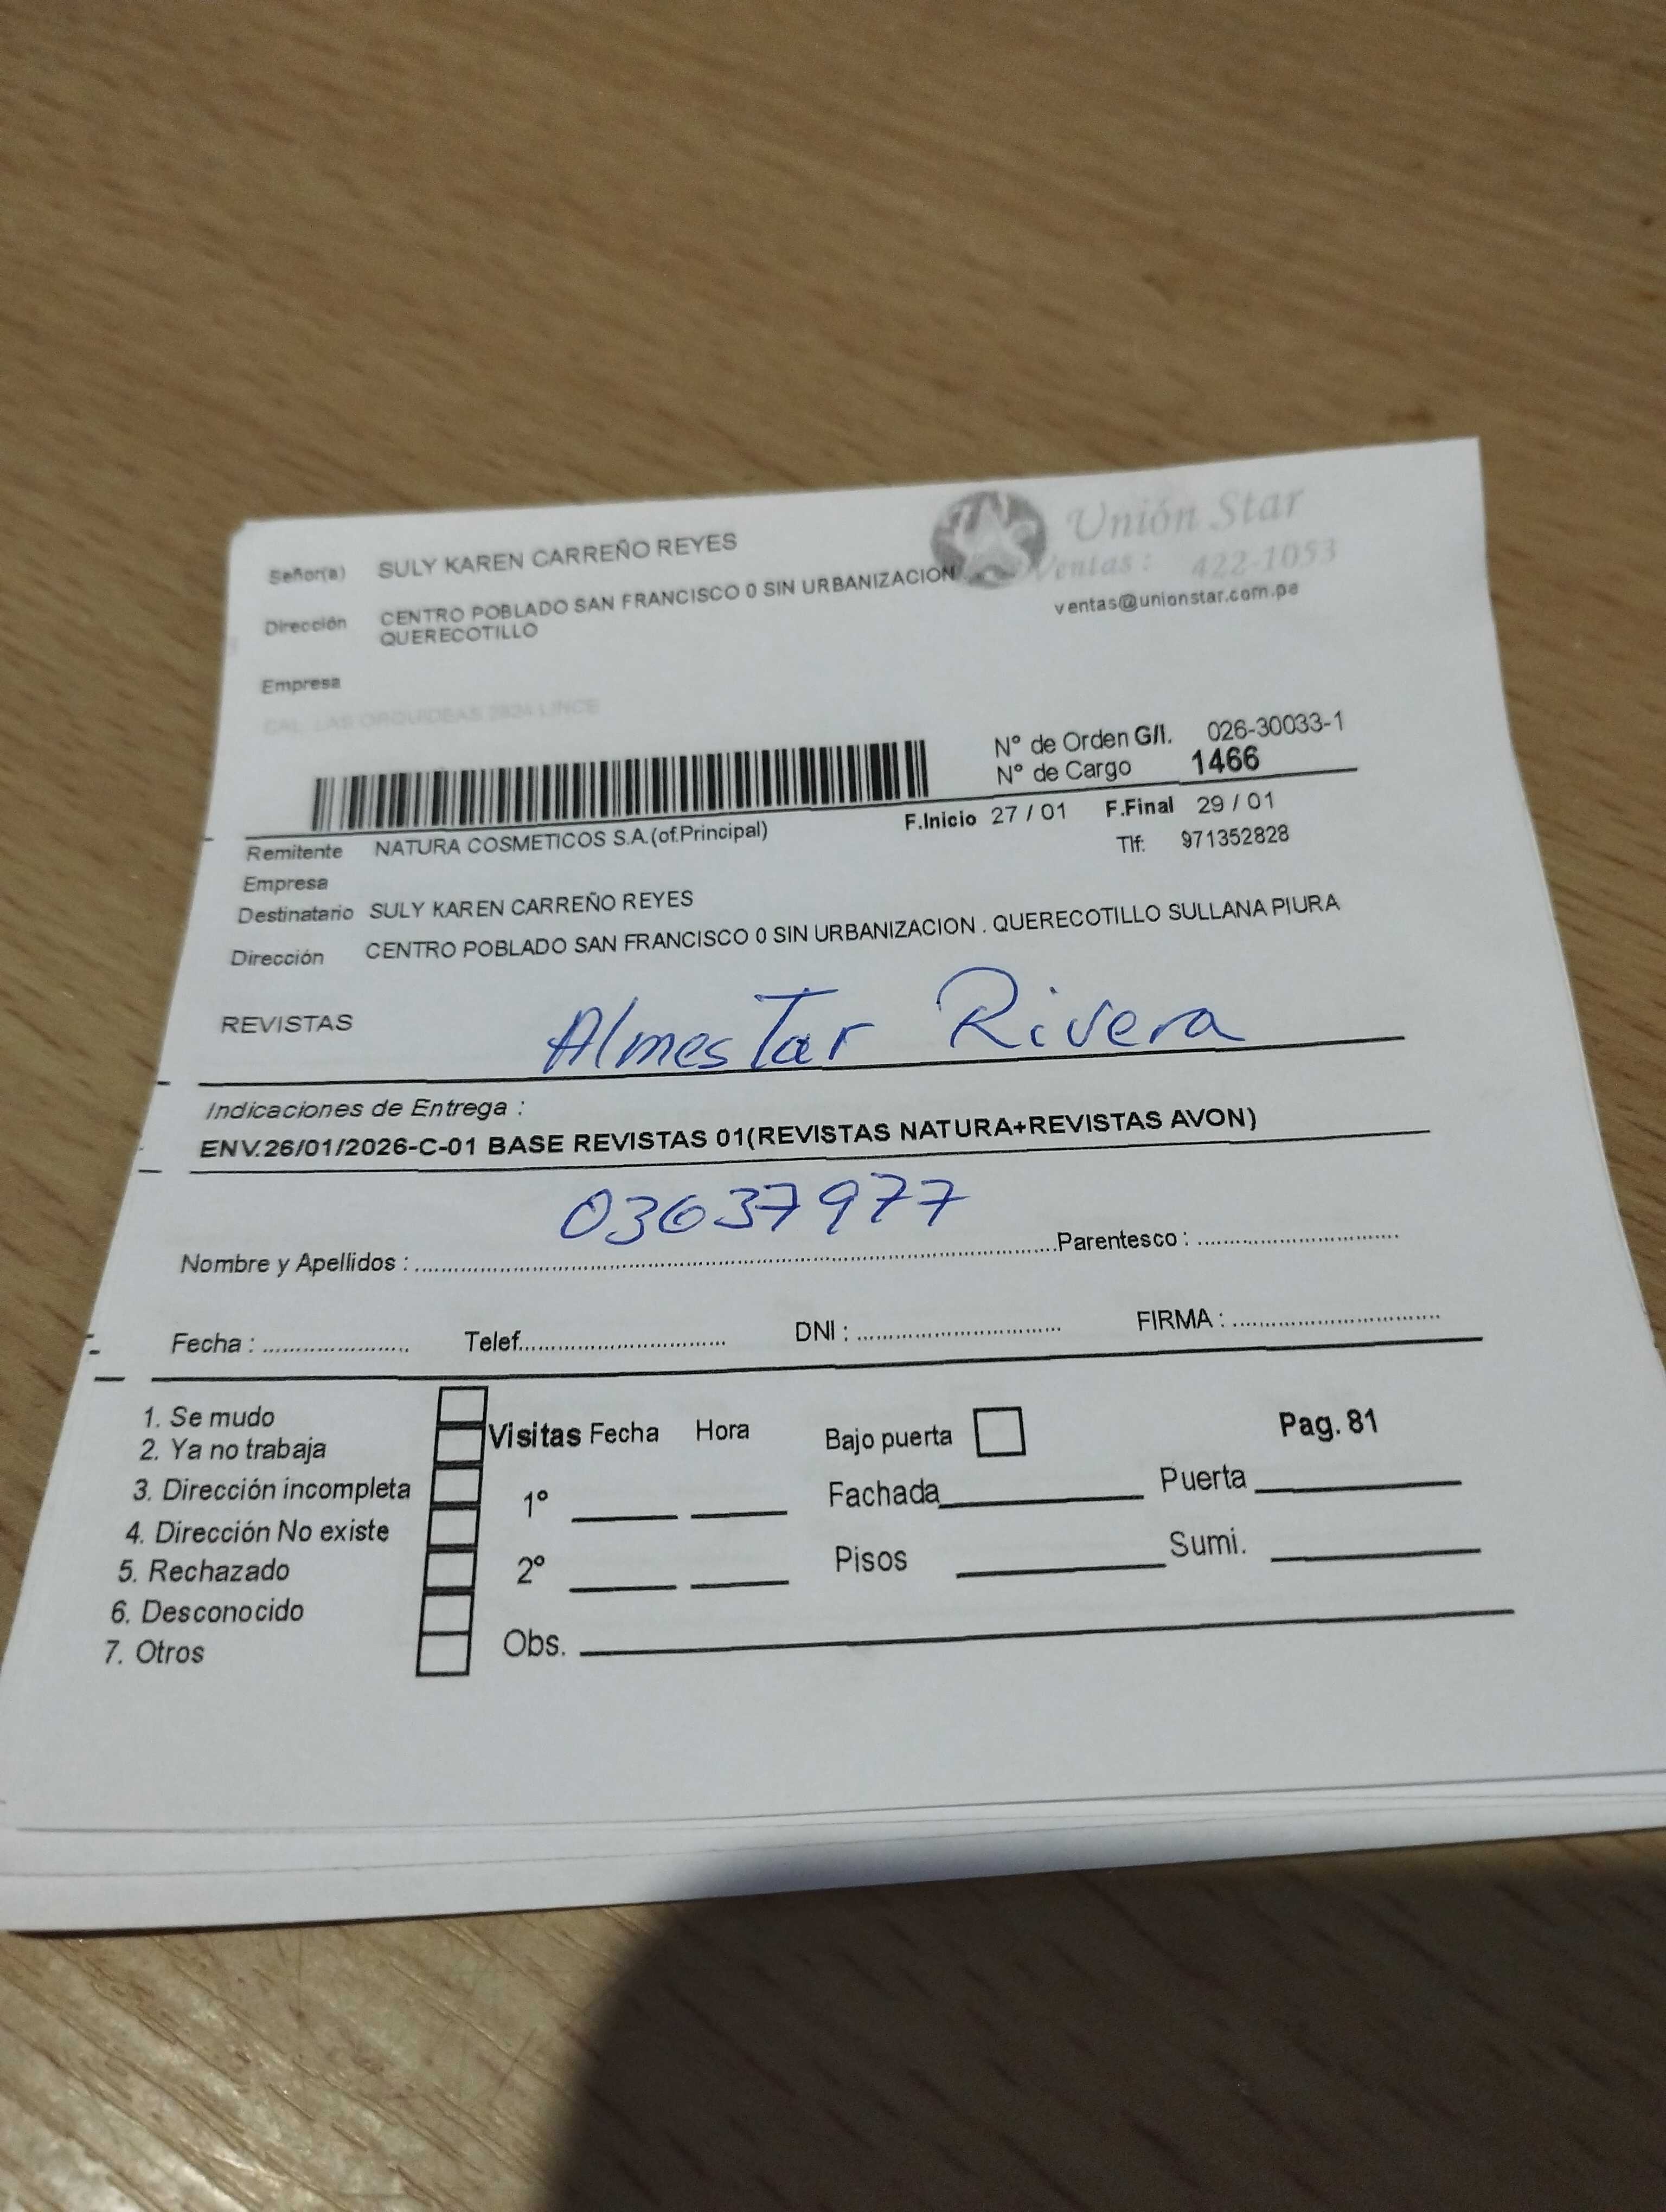 Unión Star
Ventas : 422-1053
ventas@unionstar.com.pe
Señor(a) SULY KAREN CARREÑO REYES
Dirección CENTRO POBLADO SAN FRANCISCO 0 SIN URBANIZACION
QUERECOTILLO
Empresa
CAL. LAS ORQUIDEAS 2624 LINCE
N° de Orden G/I. 026-30033-1
N° de Cargo 1466
F.Inicio 27 / 01 F.Final 29 / 01
Remitente NATURA COSMETICOS S.A.(of.Principal) Tlf: 971352828
Empresa
Destinatario SULY KAREN CARREÑO REYES
Dirección CENTRO POBLADO SAN FRANCISCO 0 SIN URBANIZACION . QUERECOTILLO SULLANA PIURA
REVISTAS Almestar Rivera
Indicaciones de Entrega :
ENV.26/01/2026-C-01 BASE REVISTAS 01(REVISTAS NATURA+REVISTAS AVON)
03637977
Nombre y Apellidos : Parentesco :
Fecha : Telef. DNI : FIRMA :
1. Se mudo
2. Ya no trabaja
3. Dirección incompleta
4. Dirección No existe
5. Rechazado
6. Desconocido
7. Otros
Visitas Fecha Hora
1°
2°
Obs.
Bajo puerta
Pag. 81
Fachada Puerta
Pisos Sumi.